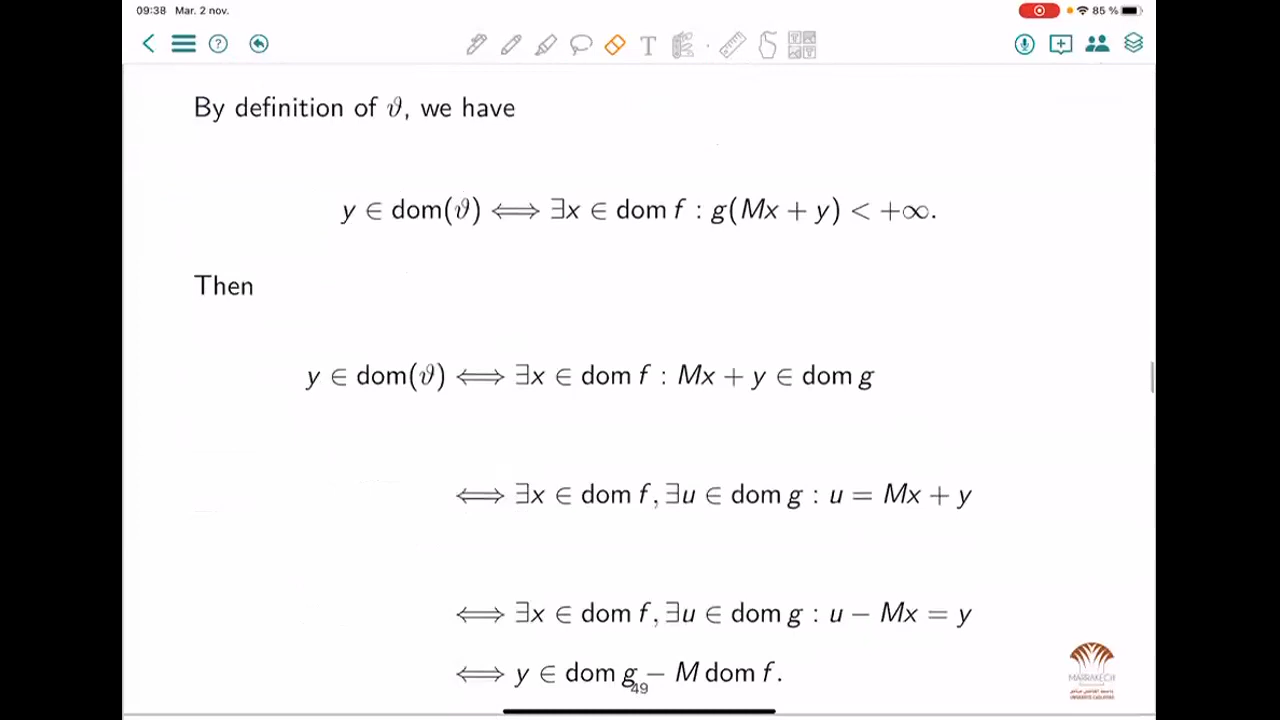 09:38 Mar. 2 nov. 85 %
By definition of ϑ, we have
y ∈ dom(ϑ) ⟺ ∃x ∈ dom f : g(Mx + y) < +∞.
Then
y ∈ dom(ϑ) ⟺ ∃x ∈ dom f : Mx + y ∈ dom g
⟺ ∃x ∈ dom f, ∃u ∈ dom g : u = Mx + y
⟺ ∃x ∈ dom f, ∃u ∈ dom g : u − Mx = y
⟺ y ∈ dom g − M dom f.
49